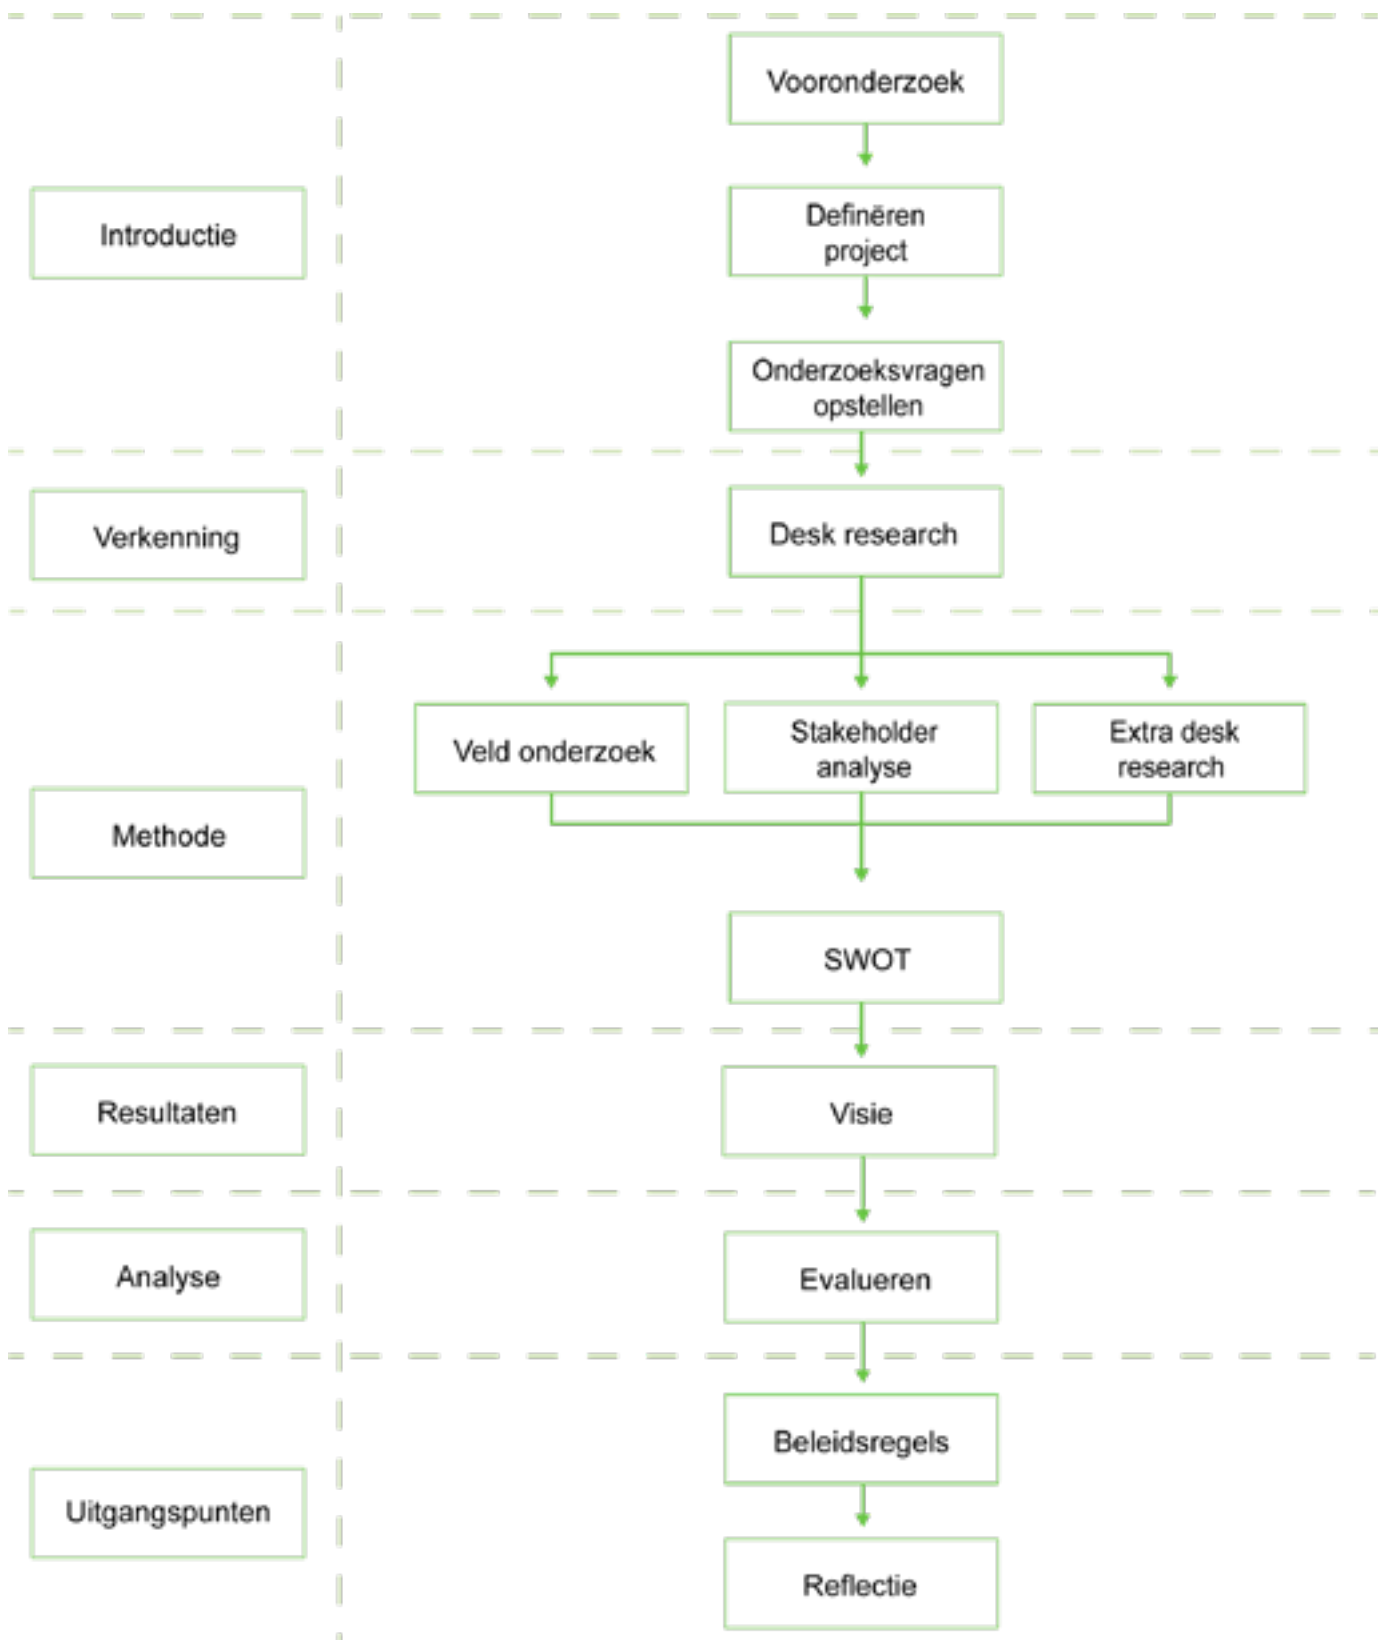 Vooronderzoek
Introductie
Definëren
project
Onderzoeksvragen
opstellen
Verkenning
Desk research
Methode
Veld onderzoek
Stakeholder
analyse
Extra desk
research
SWOT
Resultaten
Visie
Analyse
Evalueren
Uitgangspunten
Beleidsregels
Reflectie